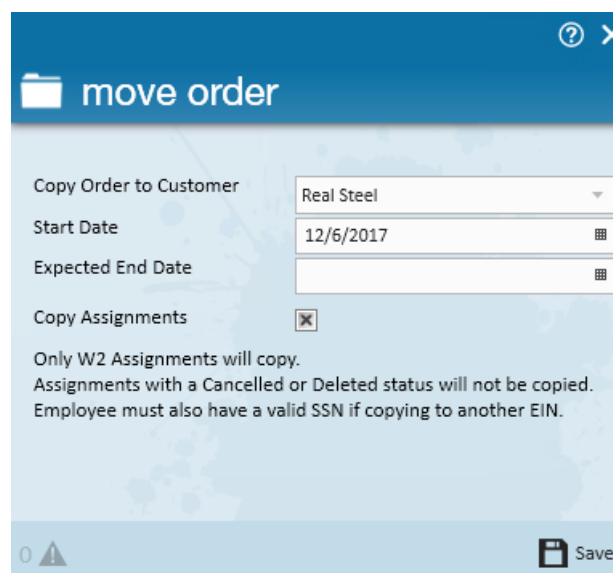 move order
Copy Order to Customer
Real Steel
Start Date
12/6/2017
Expected End Date
Copy Assignments
Only W2 Assignments will copy.
Assignments with a Cancelled or Deleted status will not be copied.
Employee must also have a valid SSN if copying to another EIN.
0
Save